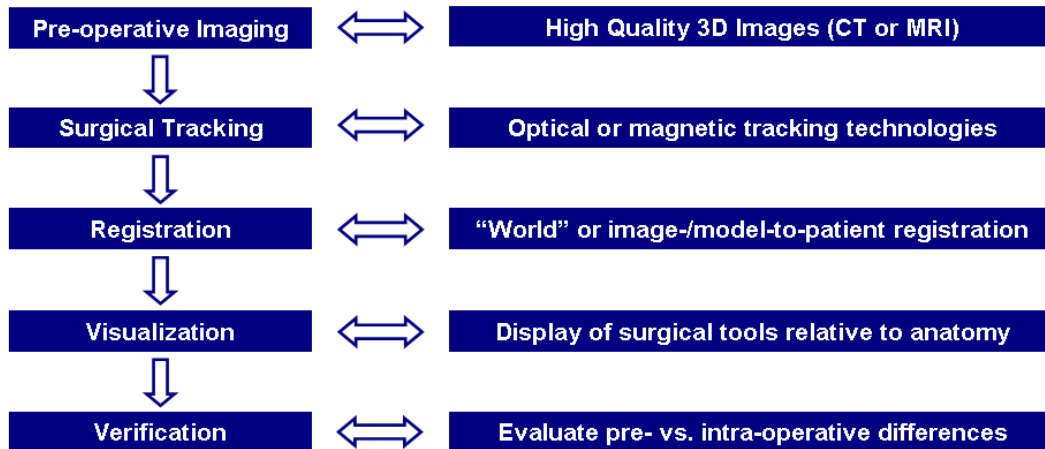 Pre-operative Imaging
High Quality 3D Images (CT or MRI)
Surgical Tracking
Optical or magnetic tracking technologies
Registration
“World” or image-/model-to-patient registration
Visualization
Display of surgical tools relative to anatomy
Verification
Evaluate pre- vs. intra-operative differences